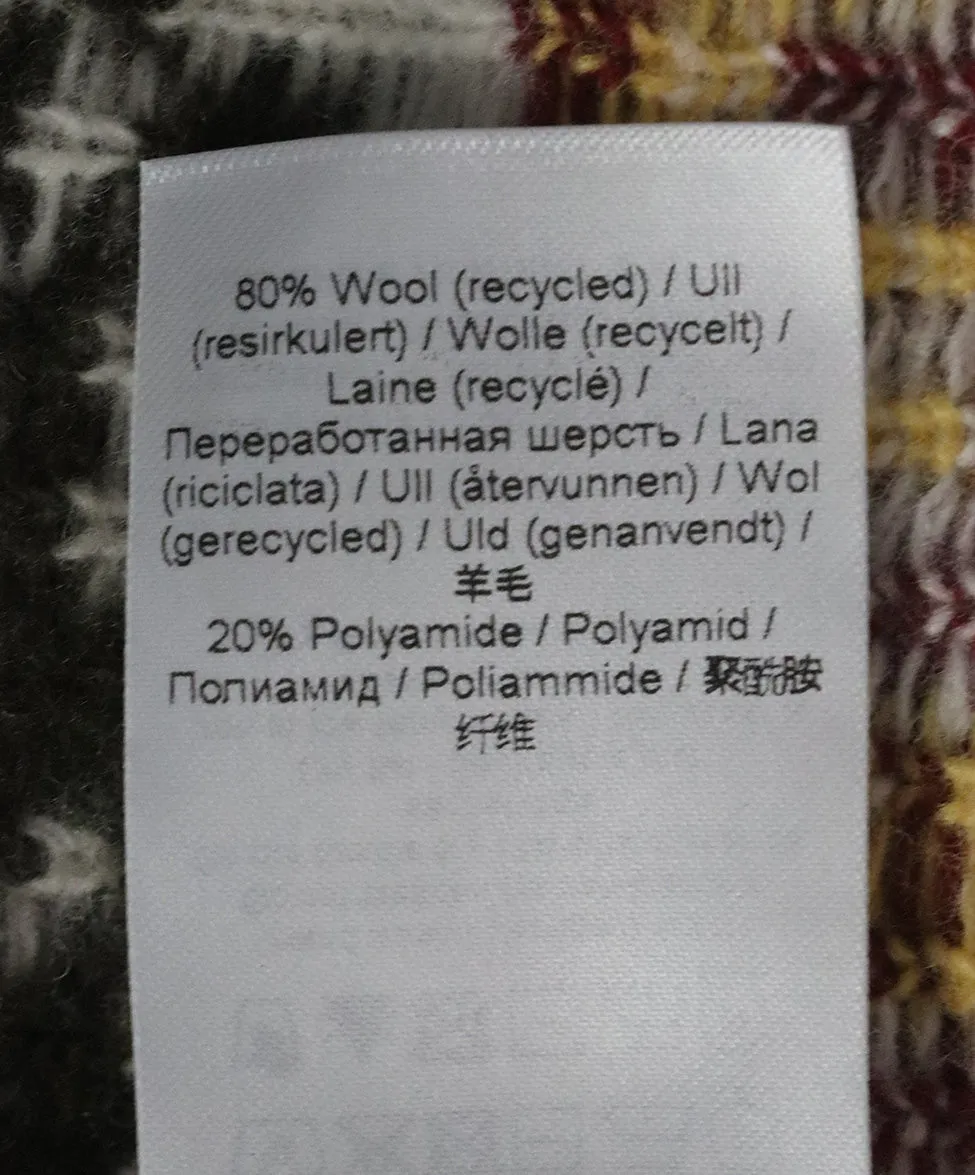 80% Wool (recycled) / Ull
(resirkulert) / Wolle (recycelt) /
Laine (recyclé) /
Переработанная шерсть / Lana
(riciclata) / Ull (återvunnen) / Wol
(gerecycled) / Uld (genanvendt) /
羊毛
20% Polyamide / Polyamid /
Полиамид / Poliammide / 聚酰胺
纤维